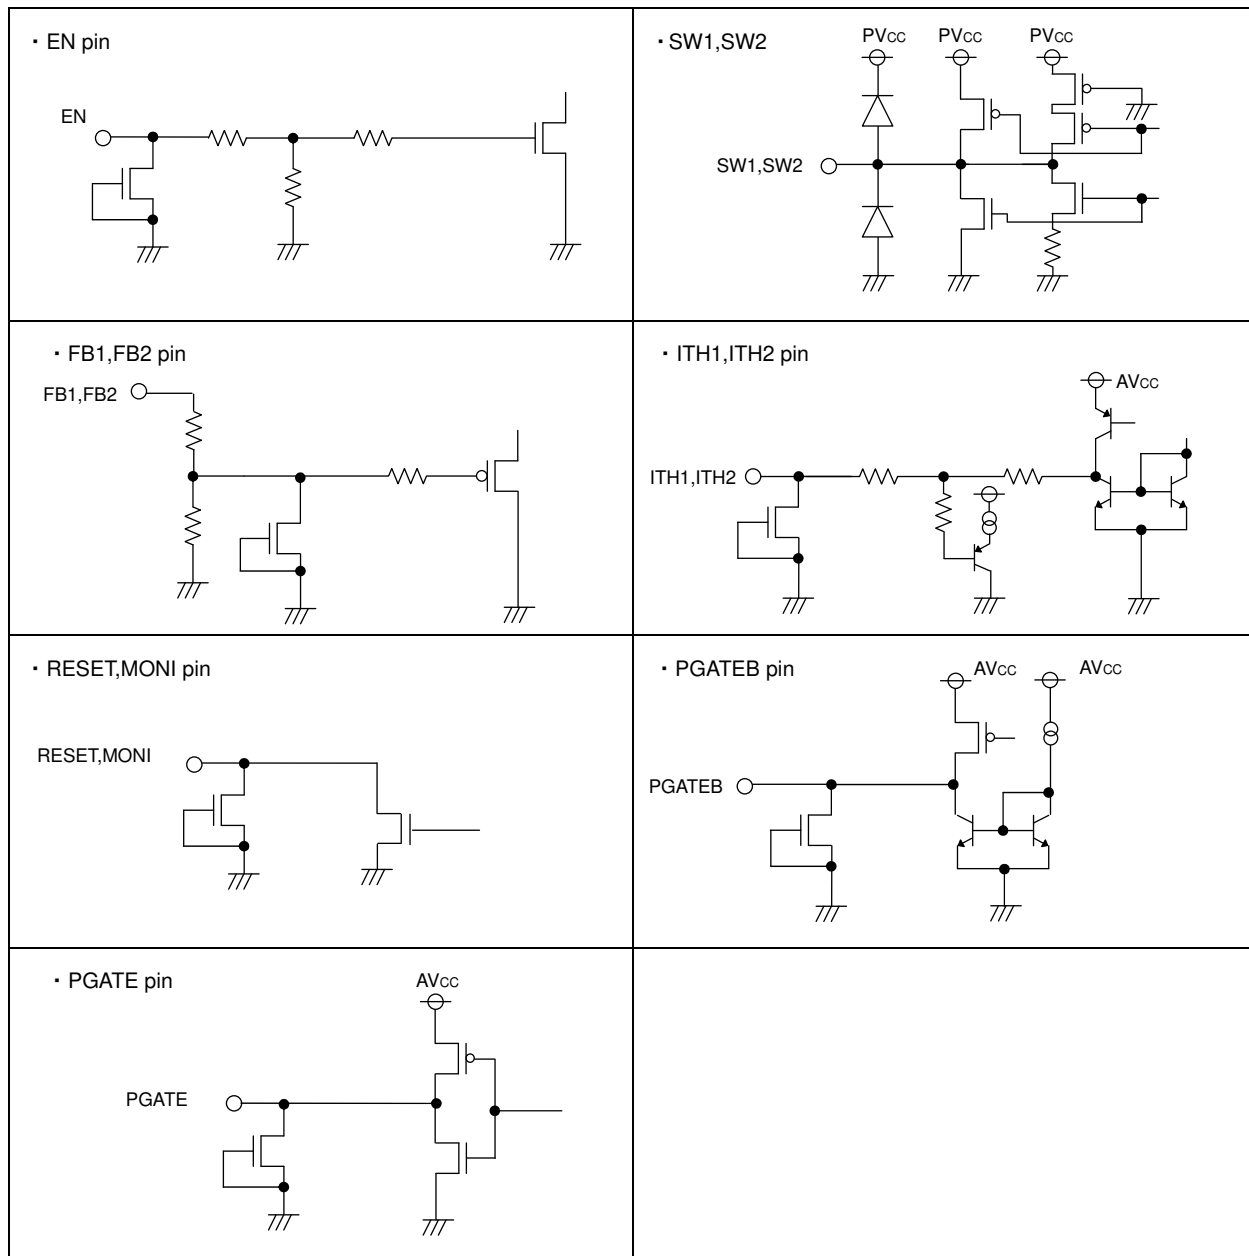 ・EN pin
EN
・SW1,SW2
PVCC PVCC PVCC
SW1,SW2
・FB1,FB2 pin
FB1,FB2
・ITH1,ITH2 pin
AVCC
ITH1,ITH2
・RESET,MONI pin
RESET,MONI
・PGATEB pin
AVCC AVCC
PGATEB
・PGATE pin
AVCC
PGATE